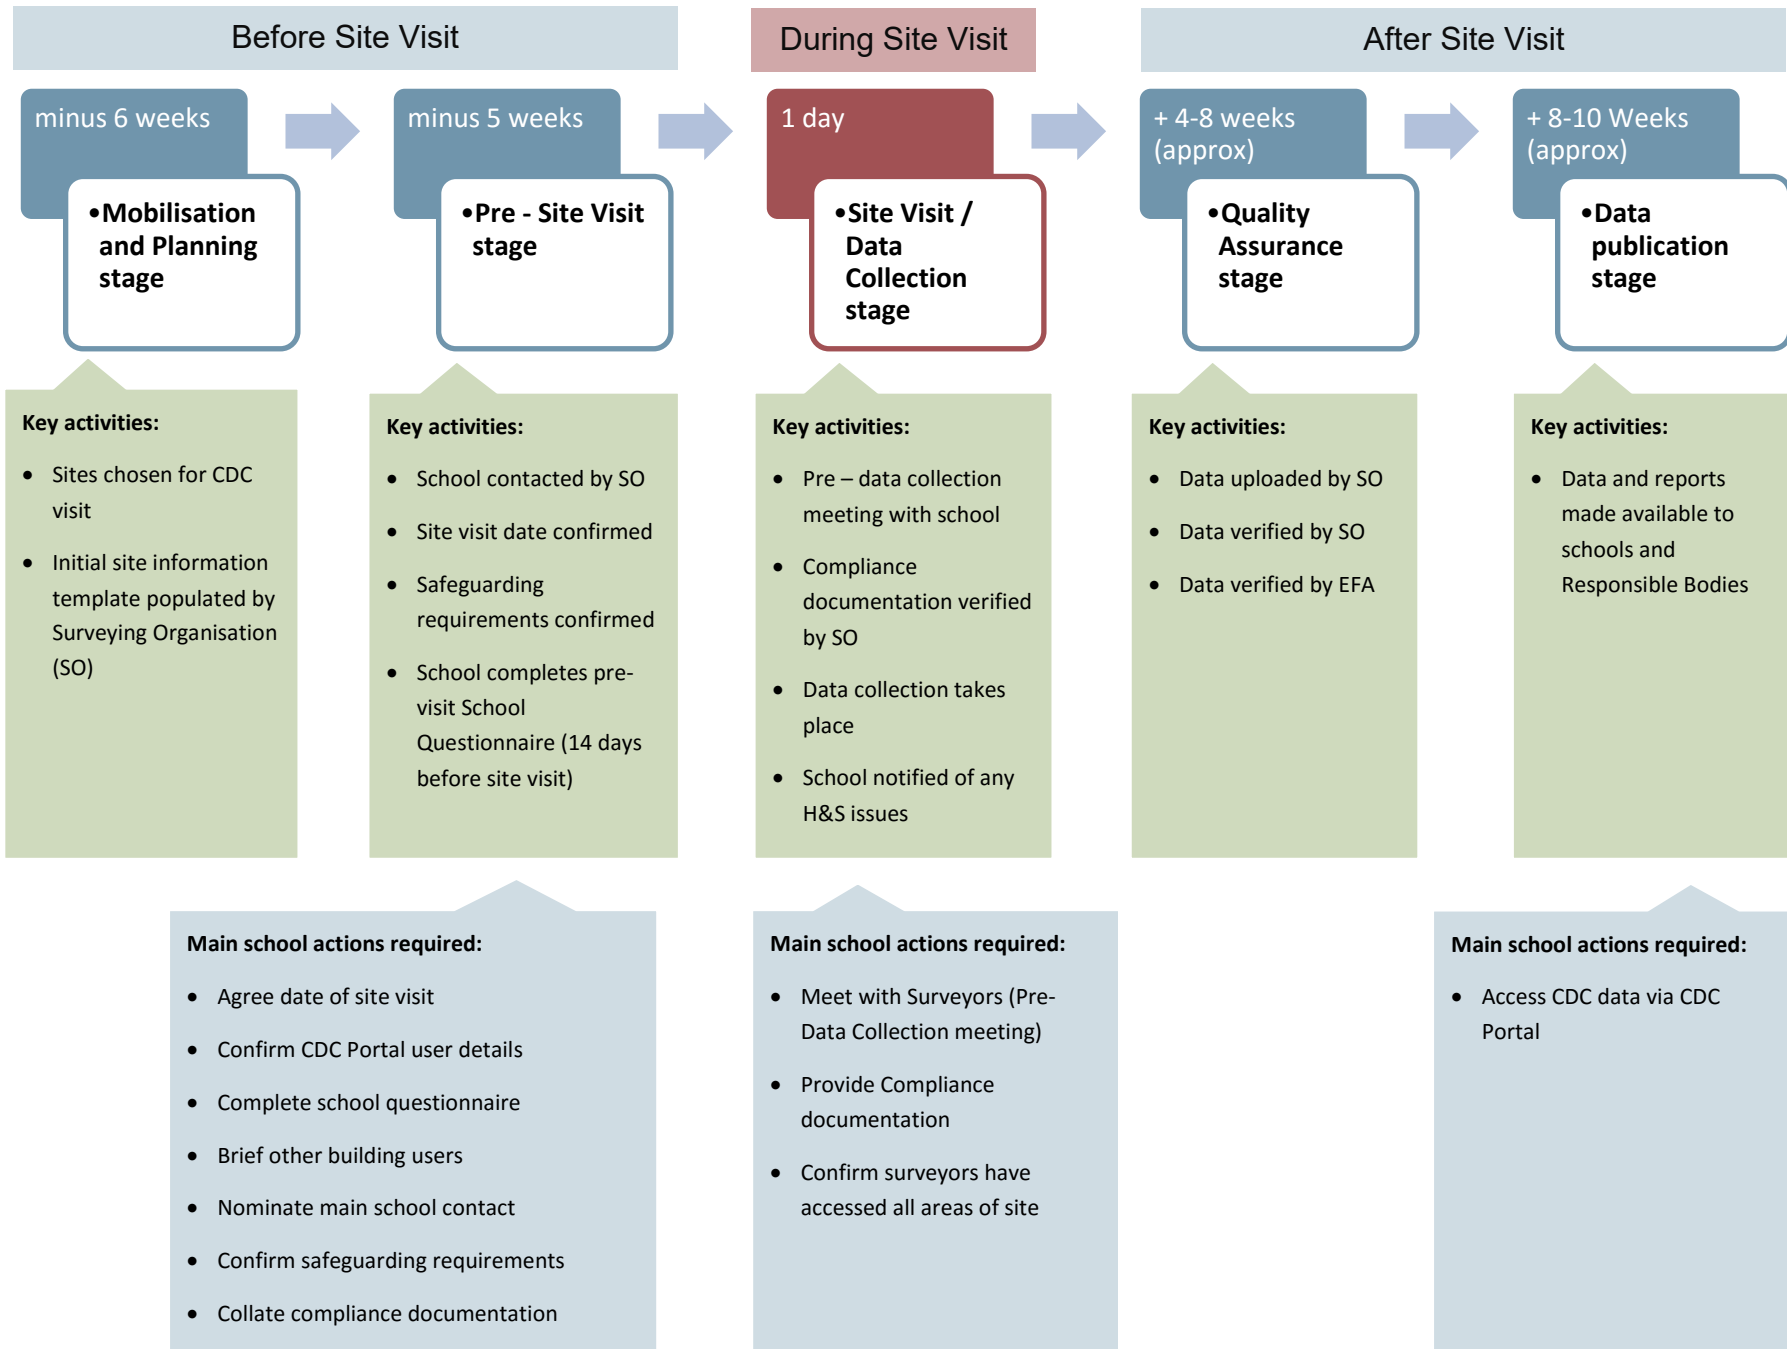 Before Site Visit
During Site Visit
After Site Visit
minus 6 weeks
•Mobilisation
and Planning
stage
minus 5 weeks
•Pre - Site Visit
stage
1 day
•Site Visit /
Data
Collection
stage
+ 4-8 weeks
(approx)
•Quality
Assurance
stage
+ 8-10 Weeks
(approx)
•Data
publication
stage
Key activities:
• Sites chosen for CDC
visit
• Initial site information
template populated by
Surveying Organisation
(SO)
Key activities:
• School contacted by SO
• Site visit date confirmed
• Safeguarding
requirements confirmed
• School completes pre-
visit School
Questionnaire (14 days
before site visit)
Key activities:
• Pre – data collection
meeting with school
• Compliance
documentation verified
by SO
• Data collection takes
place
• School notified of any
H&S issues
Key activities:
• Data uploaded by SO
• Data verified by SO
• Data verified by EFA
Key activities:
• Data and reports
made available to
schools and
Responsible Bodies
Main school actions required:
• Agree date of site visit
• Confirm CDC Portal user details
• Complete school questionnaire
• Brief other building users
• Nominate main school contact
• Confirm safeguarding requirements
• Collate compliance documentation
Main school actions required:
• Meet with Surveyors (Pre-
Data Collection meeting)
• Provide Compliance
documentation
• Confirm surveyors have
accessed all areas of site
Main school actions required:
• Access CDC data via CDC
Portal